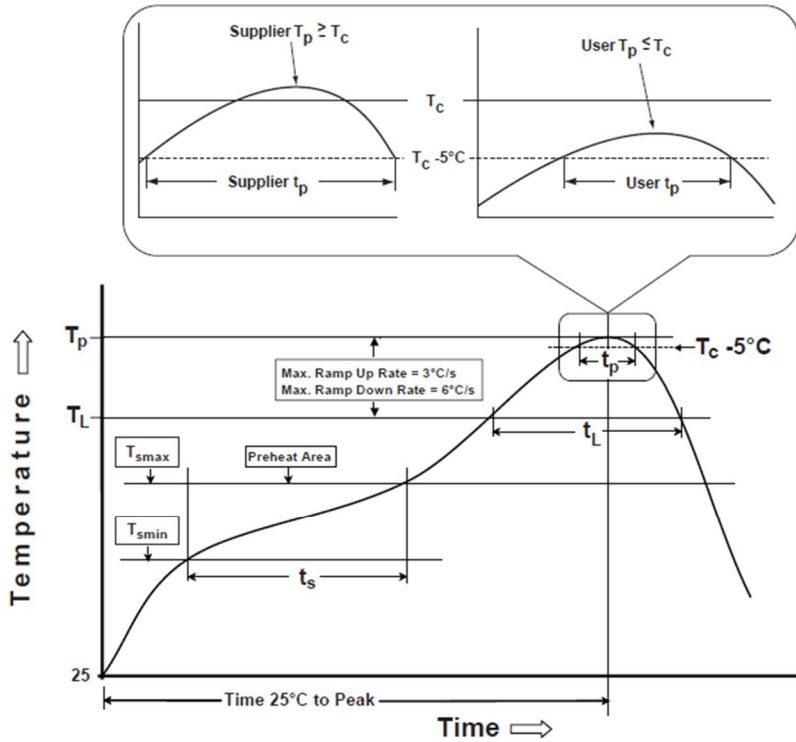 Supplier Tp ≥ Tc
User Tp ≤ Tc
Tc
Tc -5°C
Supplier tp
User tp
Tp
Tc -5°C
tp
Max. Ramp Up Rate = 3°C/s
Max. Ramp Down Rate = 6°C/s
TL
tL
Tsmax
Preheat Area
Tsmin
ts
Temperature
25
Time 25°C to Peak
Time